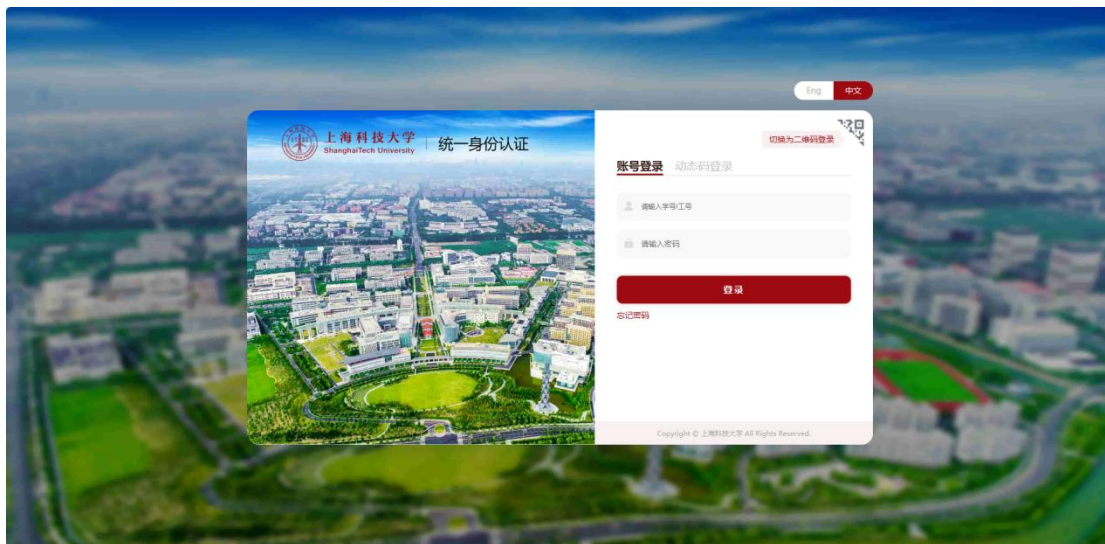 Eng 中文
上海科技大学
ShanghaiTech University
统一身份认证
切换为二维码登录
账号登录 动态码登录
请输入学号/工号
请输入密码
登录
忘记密码
Copyright © 上海科技大学 All Rights Reserved.